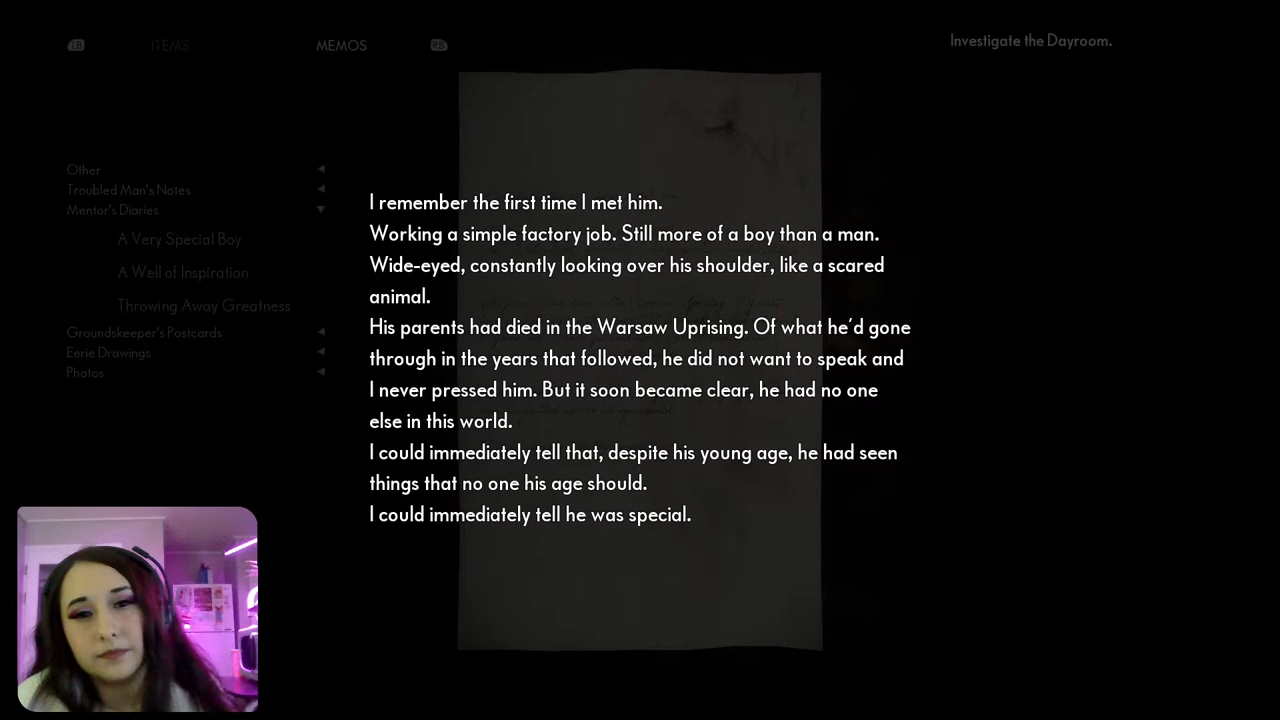 LB ITEMS MEMOS RB
Investigate the Dayroom.
Other
Troubled Man's Notes
Mentor's Diaries
A Very Special Boy
A Well of Inspiration
Throwing Away Greatness
Groundskeeper's Postcards
Eerie Drawings
Photos
I remember the first time I met him.
Working a simple factory job. Still more of a boy than a man.
Wide-eyed, constantly looking over his shoulder, like a scared
animal.
His parents had died in the Warsaw Uprising. Of what he'd gone
through in the years that followed, he did not want to speak and
I never pressed him. But it soon became clear, he had no one
else in this world.
I could immediately tell that, despite his young age, he had seen
things that no one his age should.
I could immediately tell he was special.